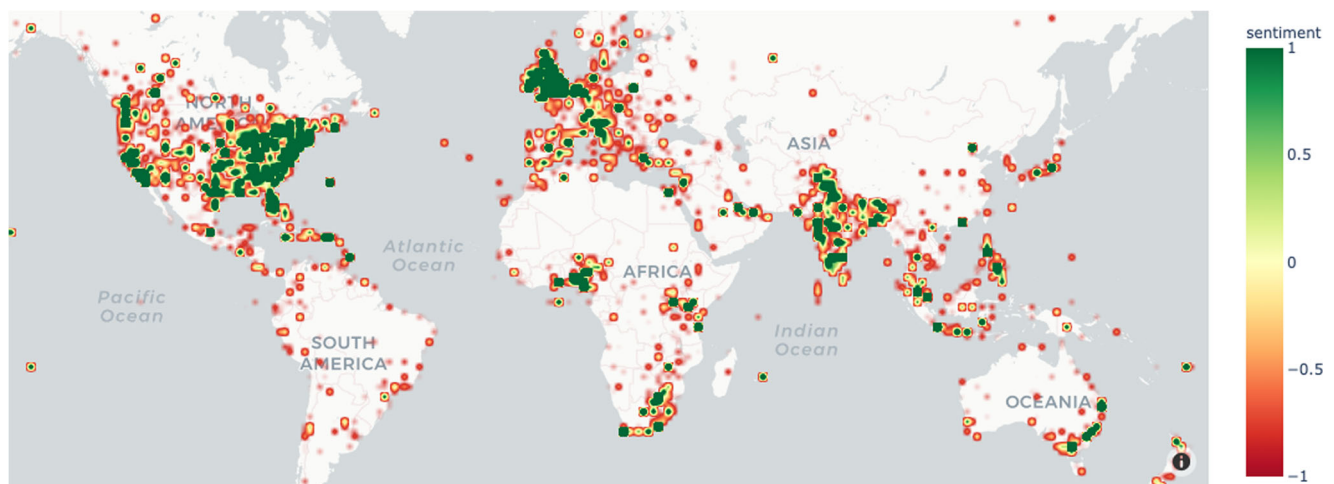 sentiment
1
0.5
0
−0.5
−1
NORTH
AMERICA
ASIA
Atlantic
Ocean
AFRICA
Pacific
Ocean
Indian
Ocean
SOUTH
AMERICA
OCEANIA
i